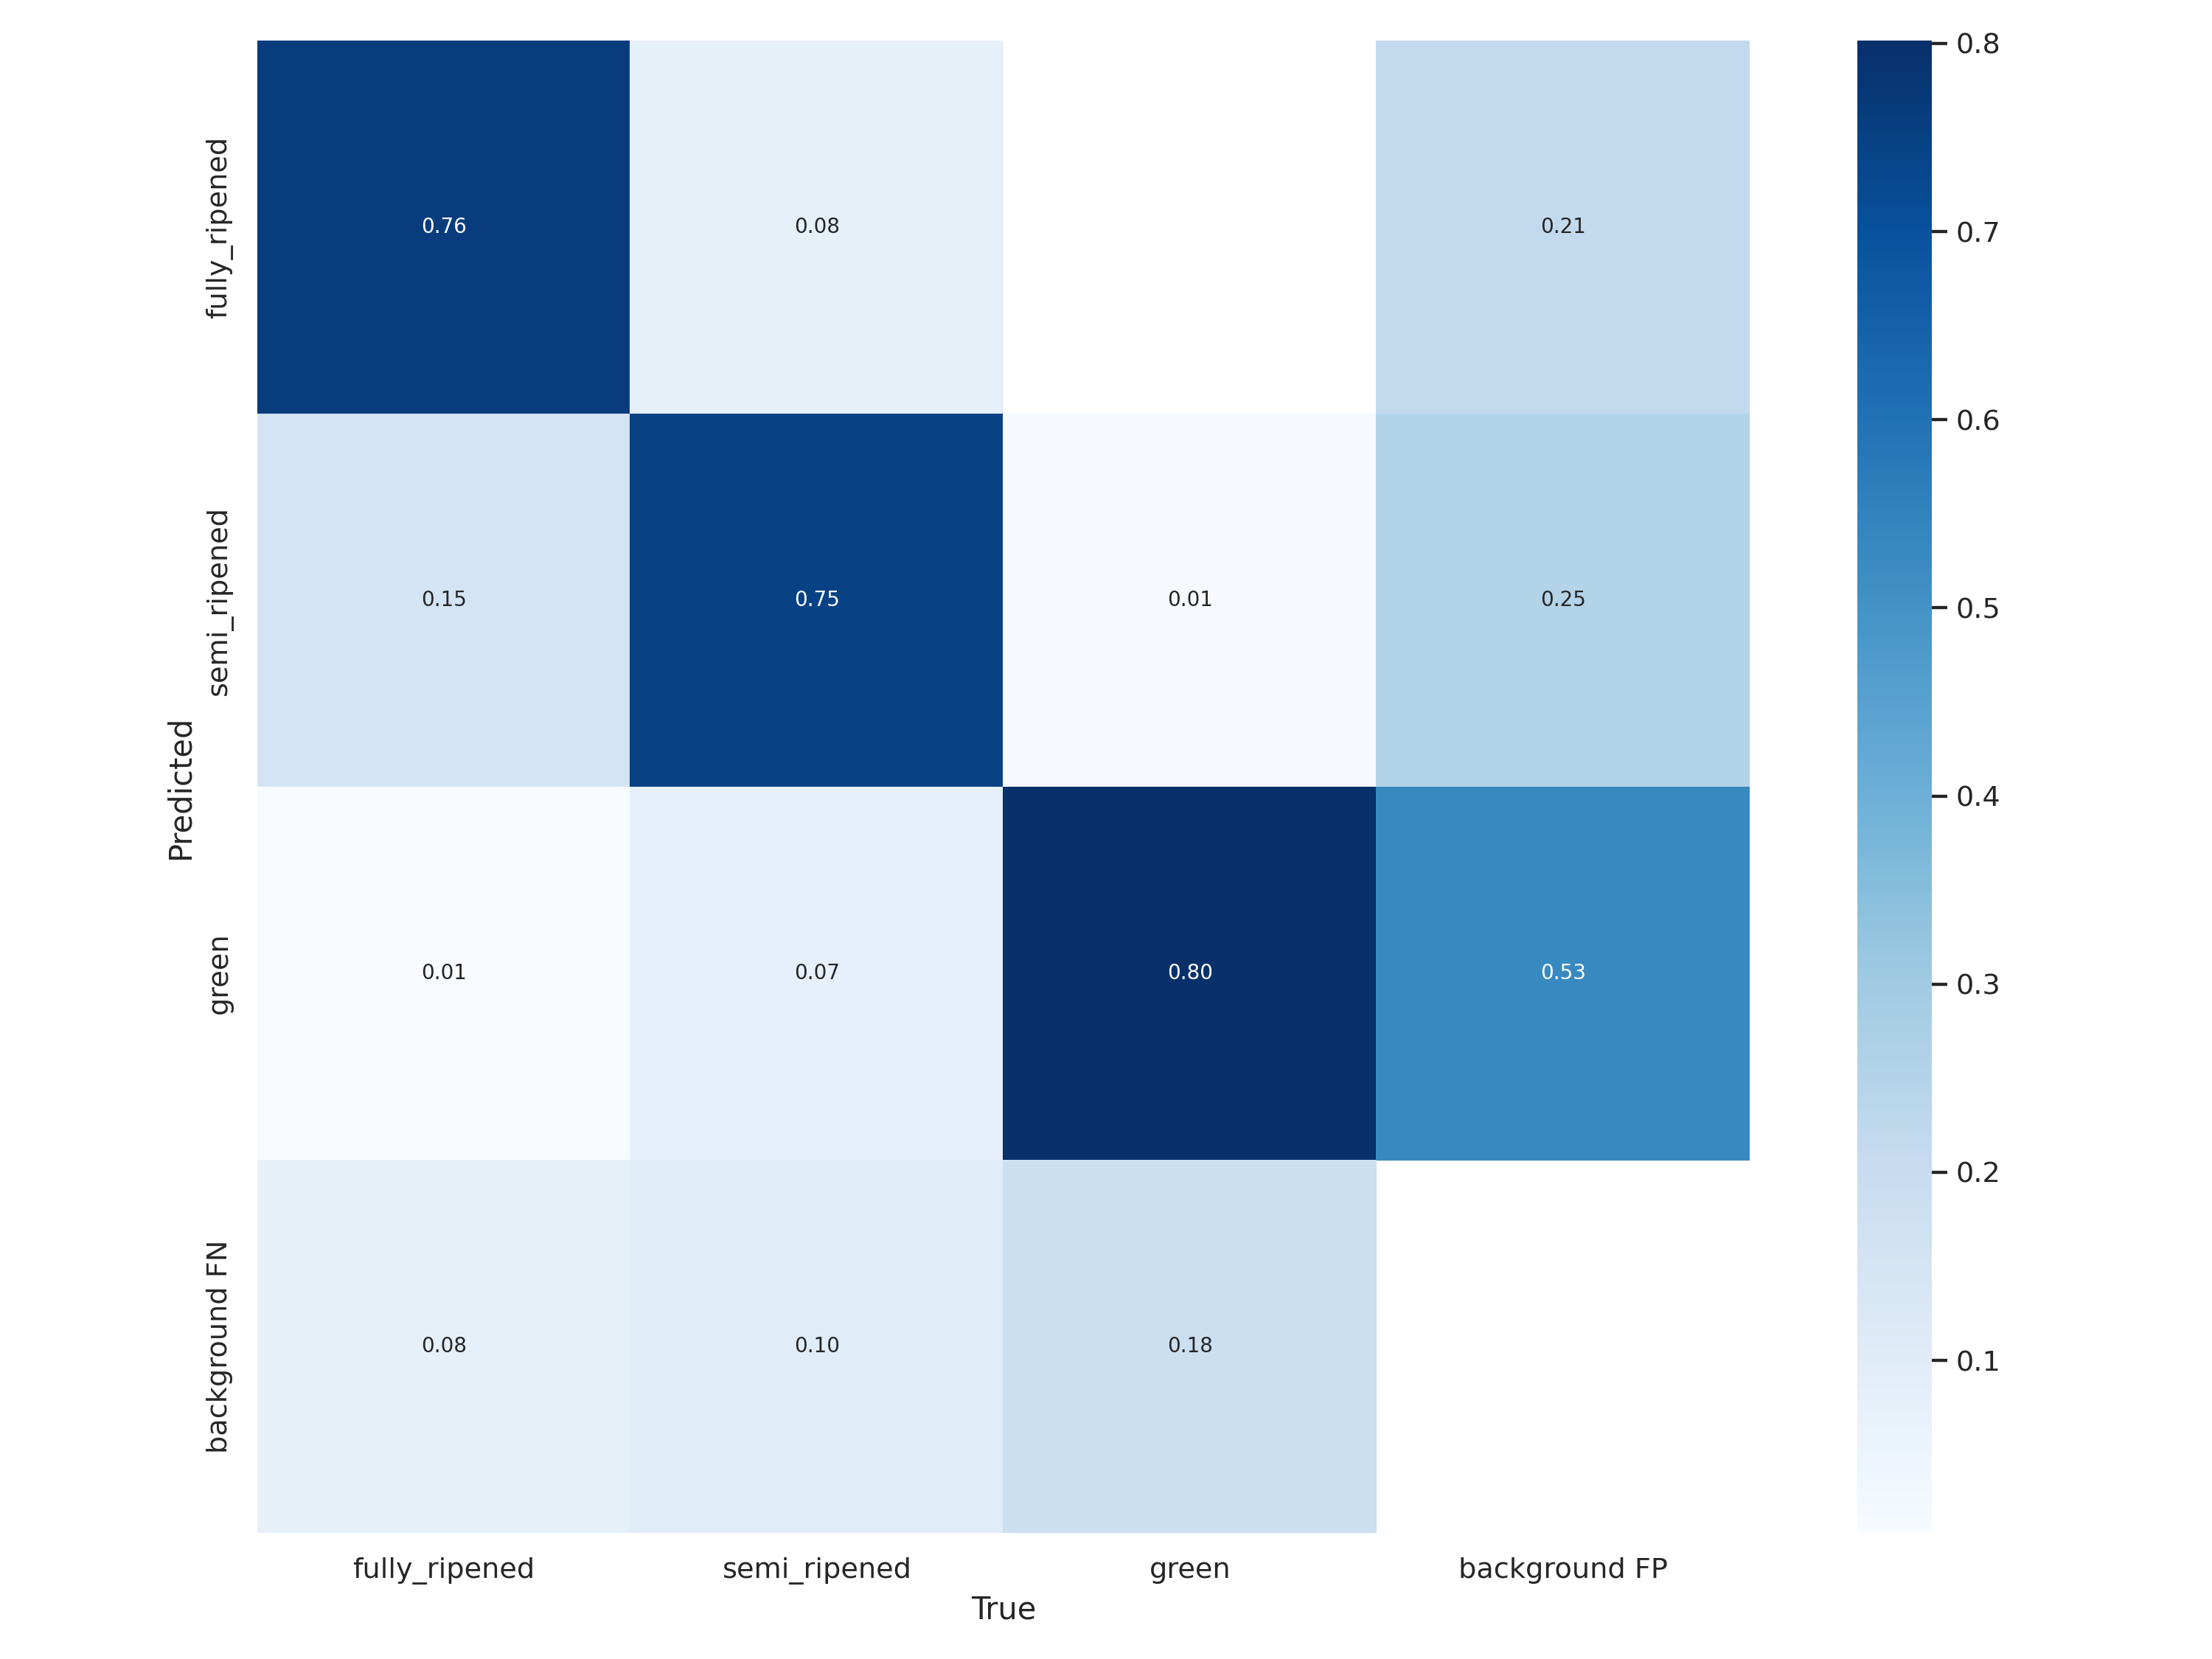 fully_ripened 0.76 0.08 0.21 0.8
0.7
semi_ripened 0.15 0.75 0.01 0.25 0.6
0.5
Predicted
0.4
green 0.01 0.07 0.80 0.53 0.3
0.2
background FN 0.08 0.10 0.18 0.1
fully_ripened semi_ripened green background FP
True